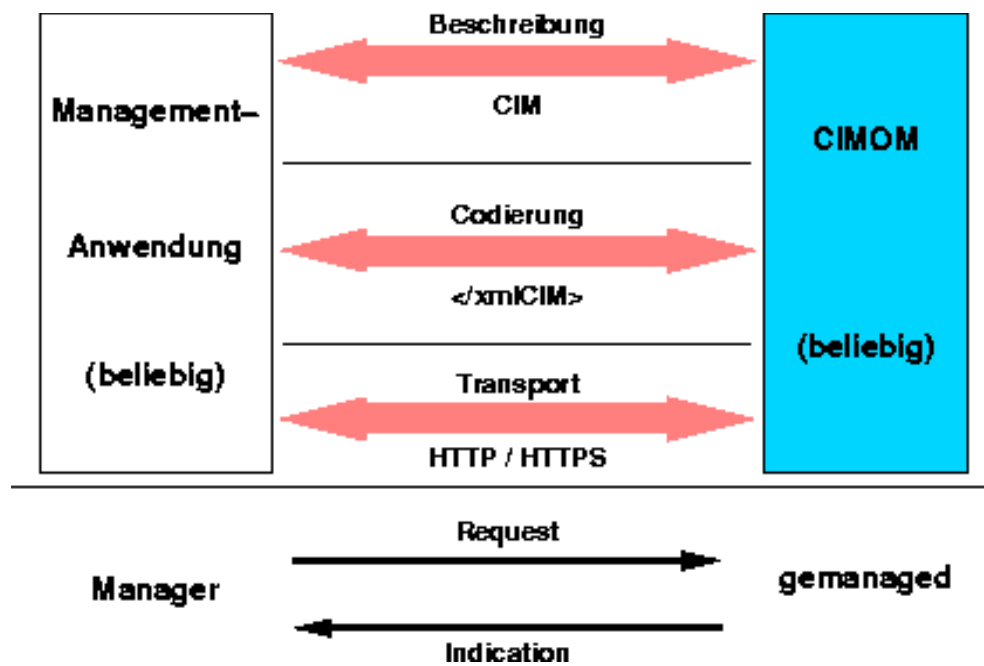 Beschreibung
Management–
CIM
CIMOM
Codierung
Anwendung
</xmlCIM>
(beliebig)
(beliebig)
Transport
HTTP / HTTPS
Request
Manager
gemanaged
Indication